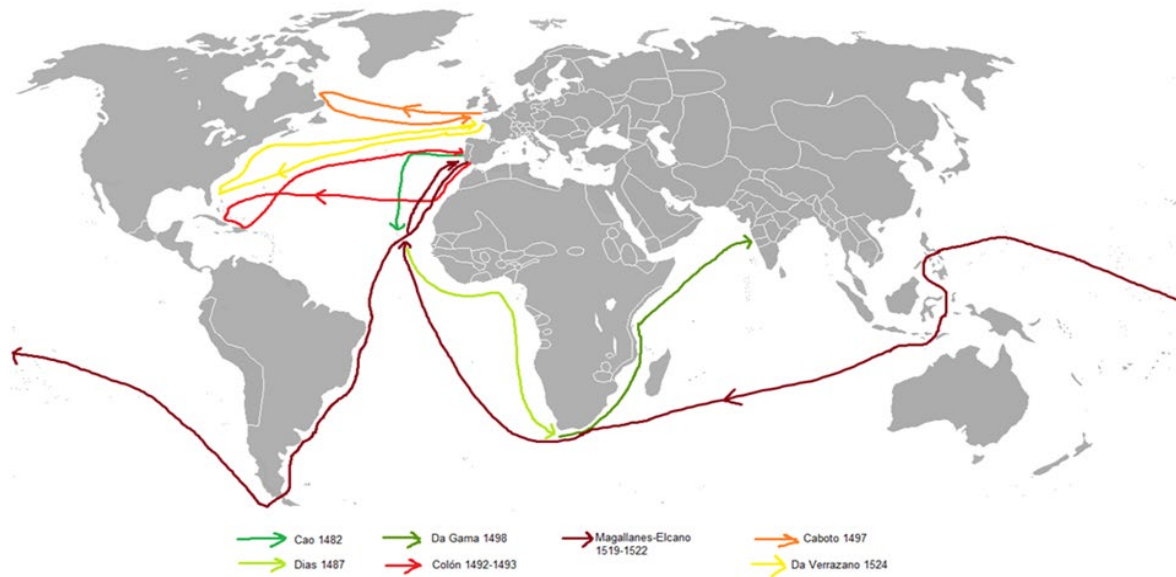 Cao 1482
Da Gama 1498
Magallanes-Elcano
1519-1522
Caboto 1497
Dias 1487
Colón 1492-1493
Da Verrazano 1524